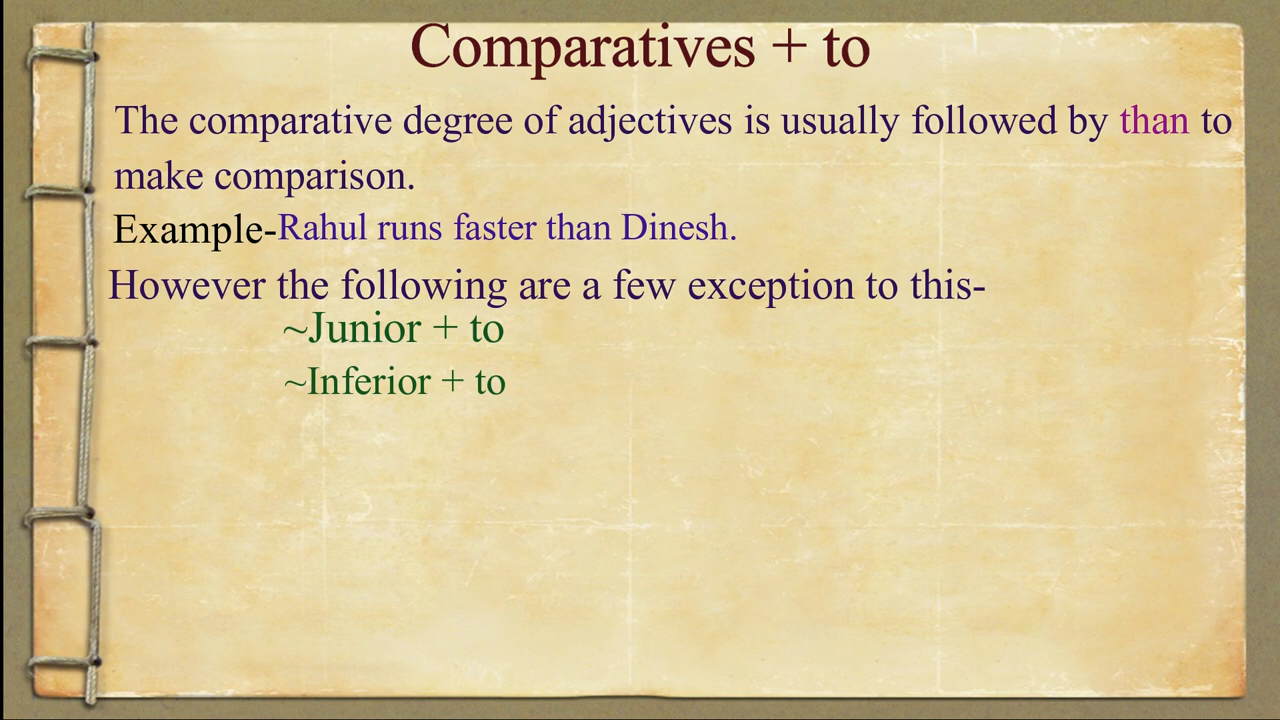 Comparatives + to
The comparative degree of adjectives is usually followed by than to
make comparison.
Example-Rahul runs faster than Dinesh.
However the following are a few exception to this-
~Junior + to
~Inferior + to